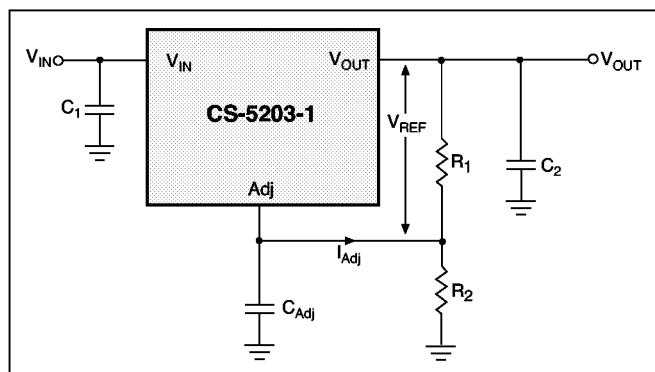 V_IN
V_IN
V_OUT
V_OUT
C_1
CS-5203-1
V_REF
R_1
C_2
Adj
I_Adj
C_Adj
R_2